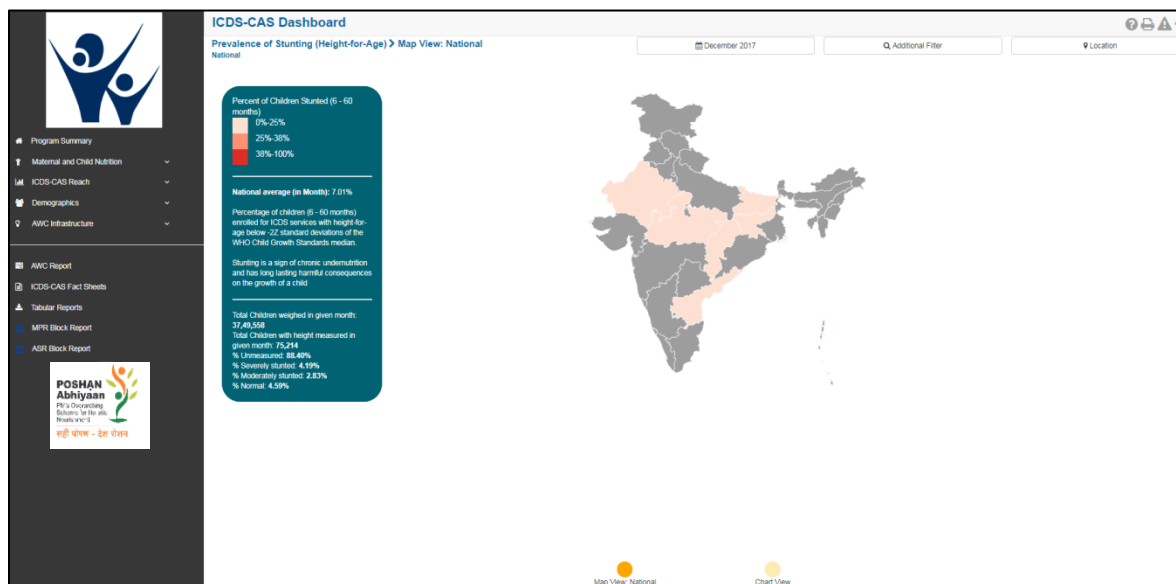 ICDS-CAS Dashboard
Prevalence of Stunting (Height-for-Age) > Map View: National
National
December 2017
Additional Filter
Location
Program Summary
Maternal and Child Nutrition
ICDS-CAS Reach
Demographics
AWC Infrastructure
AWC Report
ICDS-CAS Fact Sheets
Tabular Reports
MPR Block Report
ASR Block Report
POSHAN
Abhiyaan
PM's Overarching
Scheme for Holistic
Nourishment
सही पोषण – देश रोशन
Percent of Children Stunted (6 - 60
months)
0%-25%
25%-38%
38%-100%
National average (in Month): 7.01%
Percentage of children (6 - 60 months)
enrolled for ICDS services with height-for-
age below -2Z standard deviations of the
WHO Child Growth Standards median.
Stunting is a sign of chronic undernutrition
and has long lasting harmful consequences
on the growth of a child
Total Children weighed in given month:
37,49,558
Total Children with height measured in
given month: 75,214
% Unmeasured: 88.40%
% Severely stunted: 4.19%
% Moderately stunted: 2.83%
% Normal: 4.59%
Map View: National
Chart View